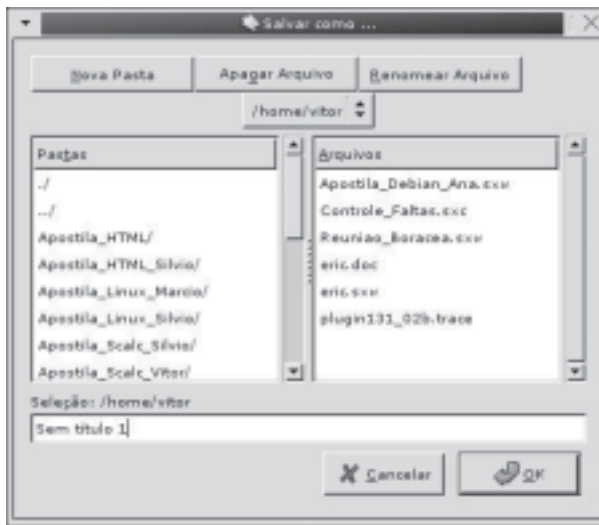 Salvar como ...
Nova Pasta Apagar Arquivo Renomear Arquivo
/home/vitor
Pastas
./
../
Apostila_HTML/
Apostila_HTML_Silvio/
Apostila_Linux_Marcio/
Apostila_Linux_Silvio/
Apostila_Scalc_Silvio/
Apostila_Scalc_Vitor/
Arquivos
Apostila_Debian_Ana.sxw
Controle_Faltas.sxc
Reuniao_Boracea.sxw
eric.doc
eric.sxw
plugin131_02b.trace
Seleção: /home/vitor
Sem título 1
Cancelar OK